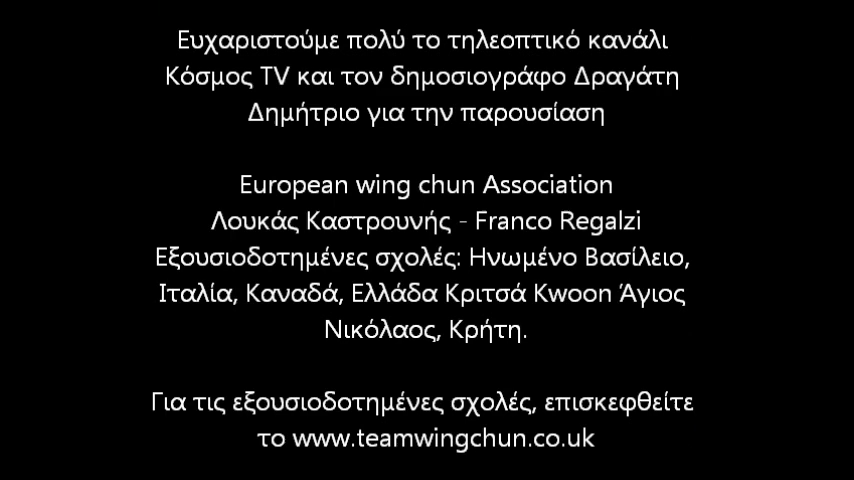 Ευχαριστούμε πολύ το τηλεοπτικό κανάλι
Κόσμος TV και τον δημοσιογράφο Δραγάτη
Δημήτριο για την παρουσίαση
European wing chun Association
Λουκάς Καστρουνής - Franco Regalzi
Εξουσιοδοτημένες σχολές: Ηνωμένο Βασίλειο,
Ιταλία, Καναδά, Ελλάδα Κριτσά Kwoon Άγιος
Νικόλαος, Κρήτη.
Για τις εξουσιοδοτημένες σχολές, επισκεφθείτε
το www.teamwingchun.co.uk